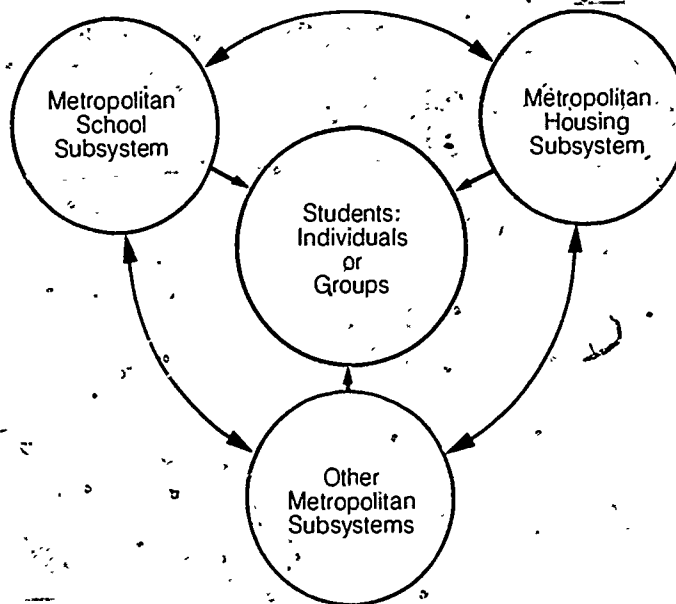 Metropolitan
School
Subsystem
Metropolitan
Housing
Subsystem
Students:
Individuals
or
Groups
Other
Metropolitan
Subsystems